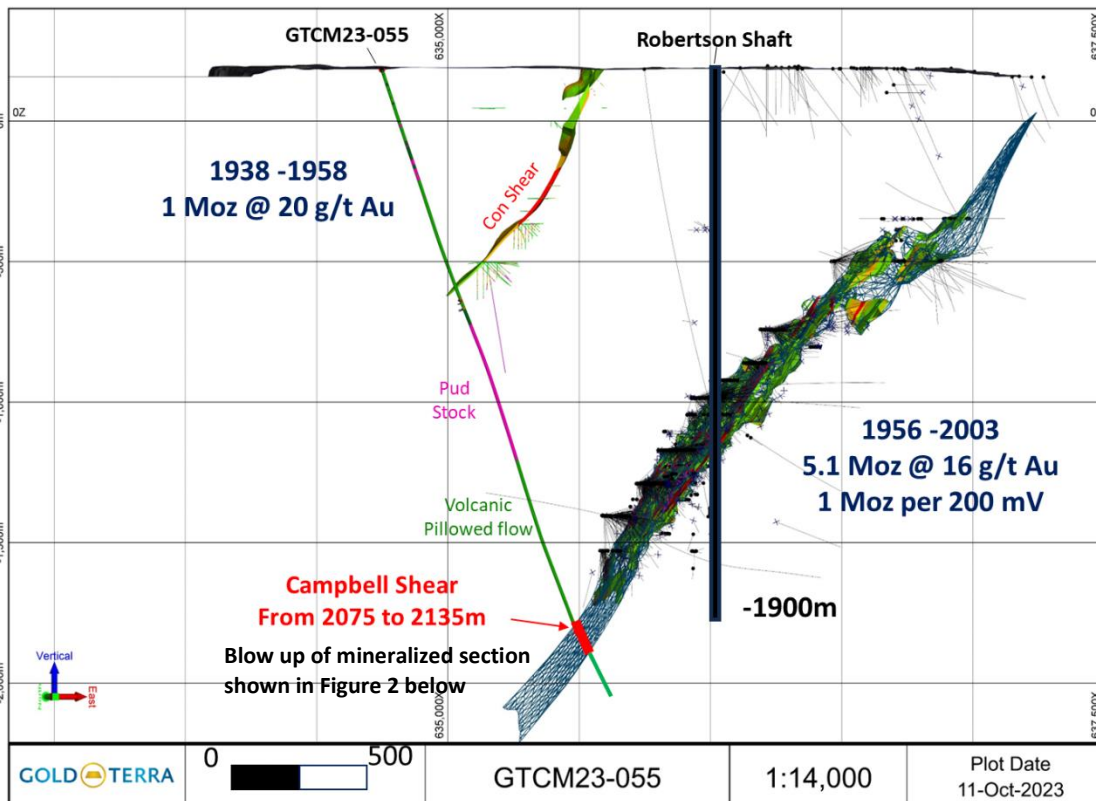 GTCM23-055
635,000X
Robertson Shaft
637,500X
0Z
0m
1938 -1958
1 Moz @ 20 g/t Au
Con Shear
Pud
Stock
1956 -2003
5.1 Moz @ 16 g/t Au
1 Moz per 200 mV
Volcanic
Pillowed flow
Campbell Shear
From 2075 to 2135m
-1900m
Blow up of mineralized section
shown in Figure 2 below
Vertical
East
635,000X
GOLD TERRA
0
500
GTCM23-055
1:14,000
Plot Date
11-Oct-2023